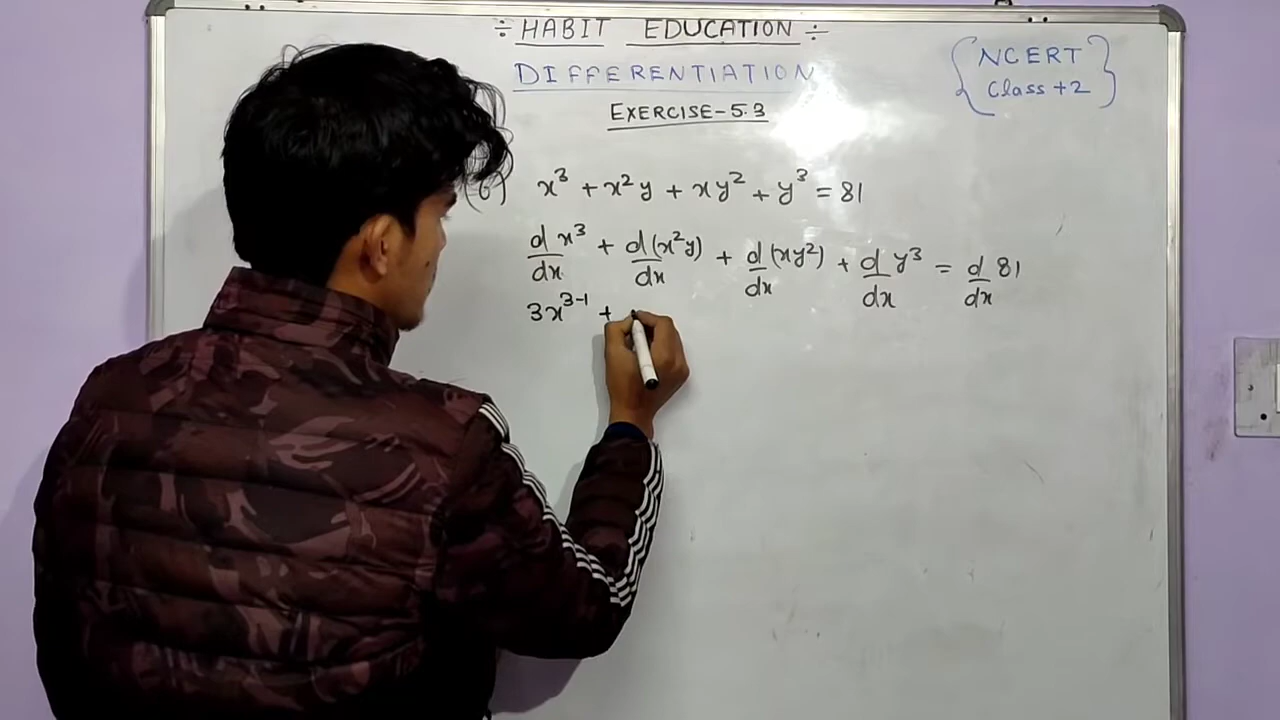 ÷ HABIT EDUCATION ÷
DIFFERENTIATION
{NCERT
Class +2}
EXERCISE-5.3
6) x³ + x²y + xy² + y³ = 81
d/dx x³ + d/dx (x²y) + d/dx (xy²) + d/dx y³ = d/dx 81
3x³⁻¹ +